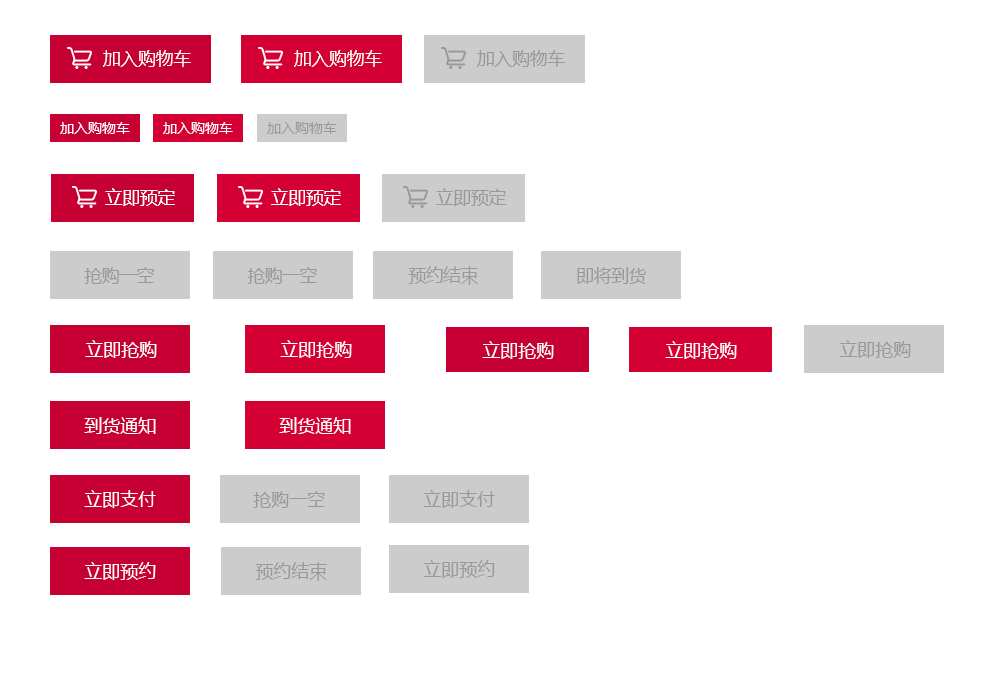 加入购物车 加入购物车 加入购物车
加入购物车 加入购物车 加入购物车
立即预定 立即预定 立即预定
抢购一空 抢购一空 预约结束 即将到货
立即抢购 立即抢购 立即抢购 立即抢购 立即抢购
到货通知 到货通知
立即支付 抢购一空 立即支付
立即预约 预约结束 立即预约